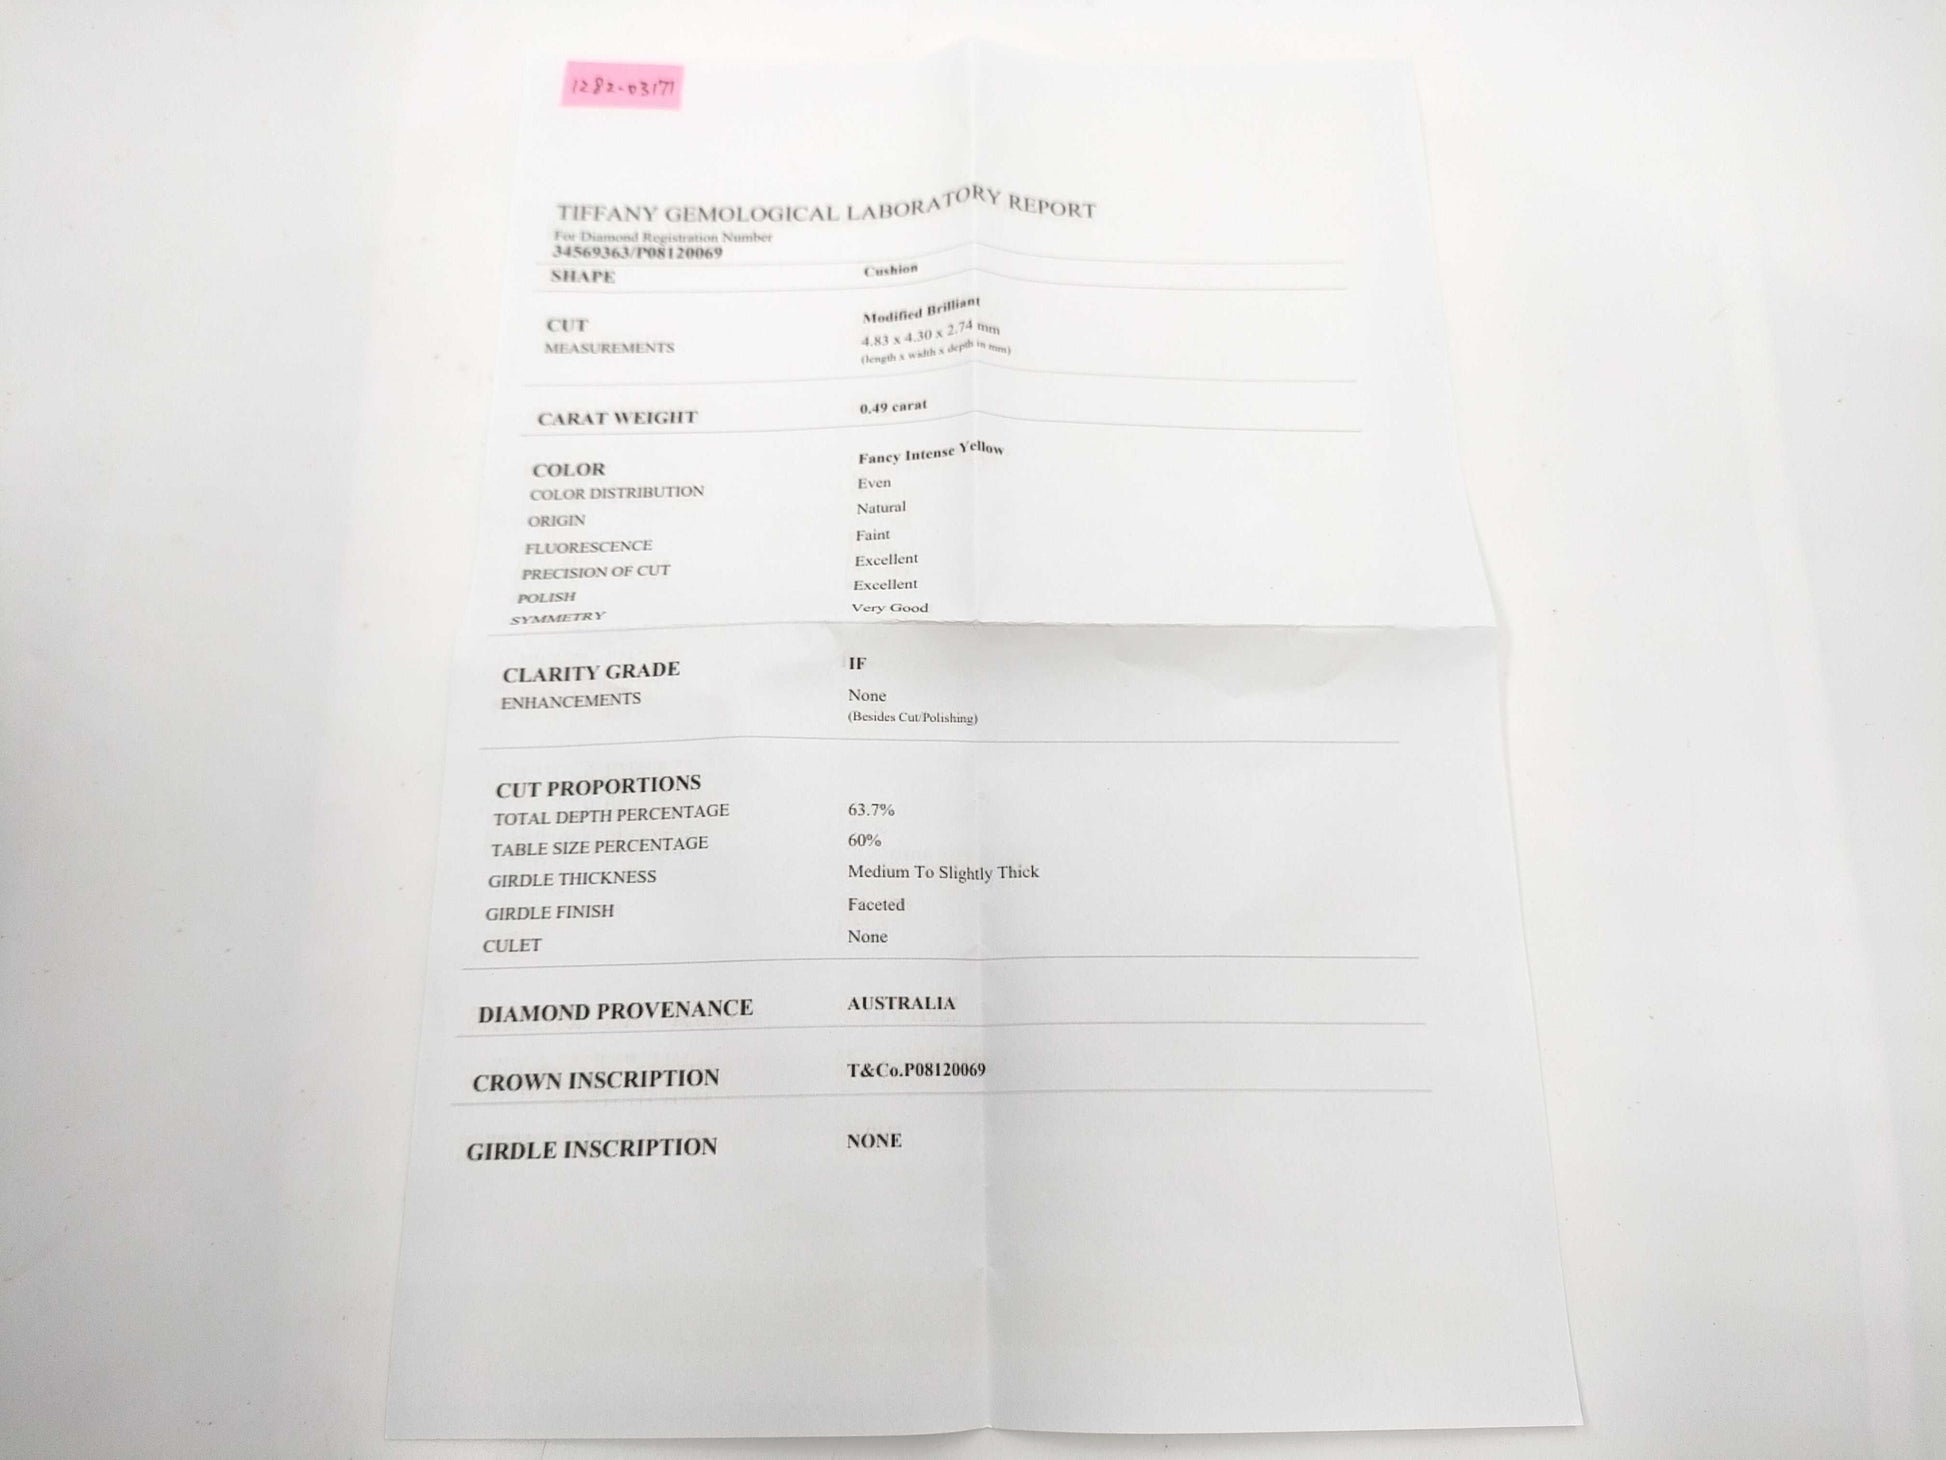 1282-03171
TIFFANY GEMOLOGICAL LABORATORY REPORT
For Diamond Registration Number
34569363/P08120069
SHAPE Cushion
CUT Modified Brilliant
MEASUREMENTS 4.83 x 4.30 x 2.74 mm
(length x width x depth in mm)
CARAT WEIGHT 0.49 carat
COLOR Fancy Intense Yellow
COLOR DISTRIBUTION Even
ORIGIN Natural
FLUORESCENCE Faint
PRECISION OF CUT Excellent
POLISH Excellent
SYMMETRY Very Good
CLARITY GRADE IF
ENHANCEMENTS None
(Besides Cut/Polishing)
CUT PROPORTIONS
TOTAL DEPTH PERCENTAGE 63.7%
TABLE SIZE PERCENTAGE 60%
GIRDLE THICKNESS Medium To Slightly Thick
GIRDLE FINISH Faceted
CULET None
DIAMOND PROVENANCE AUSTRALIA
CROWN INSCRIPTION T&Co.P08120069
GIRDLE INSCRIPTION NONE